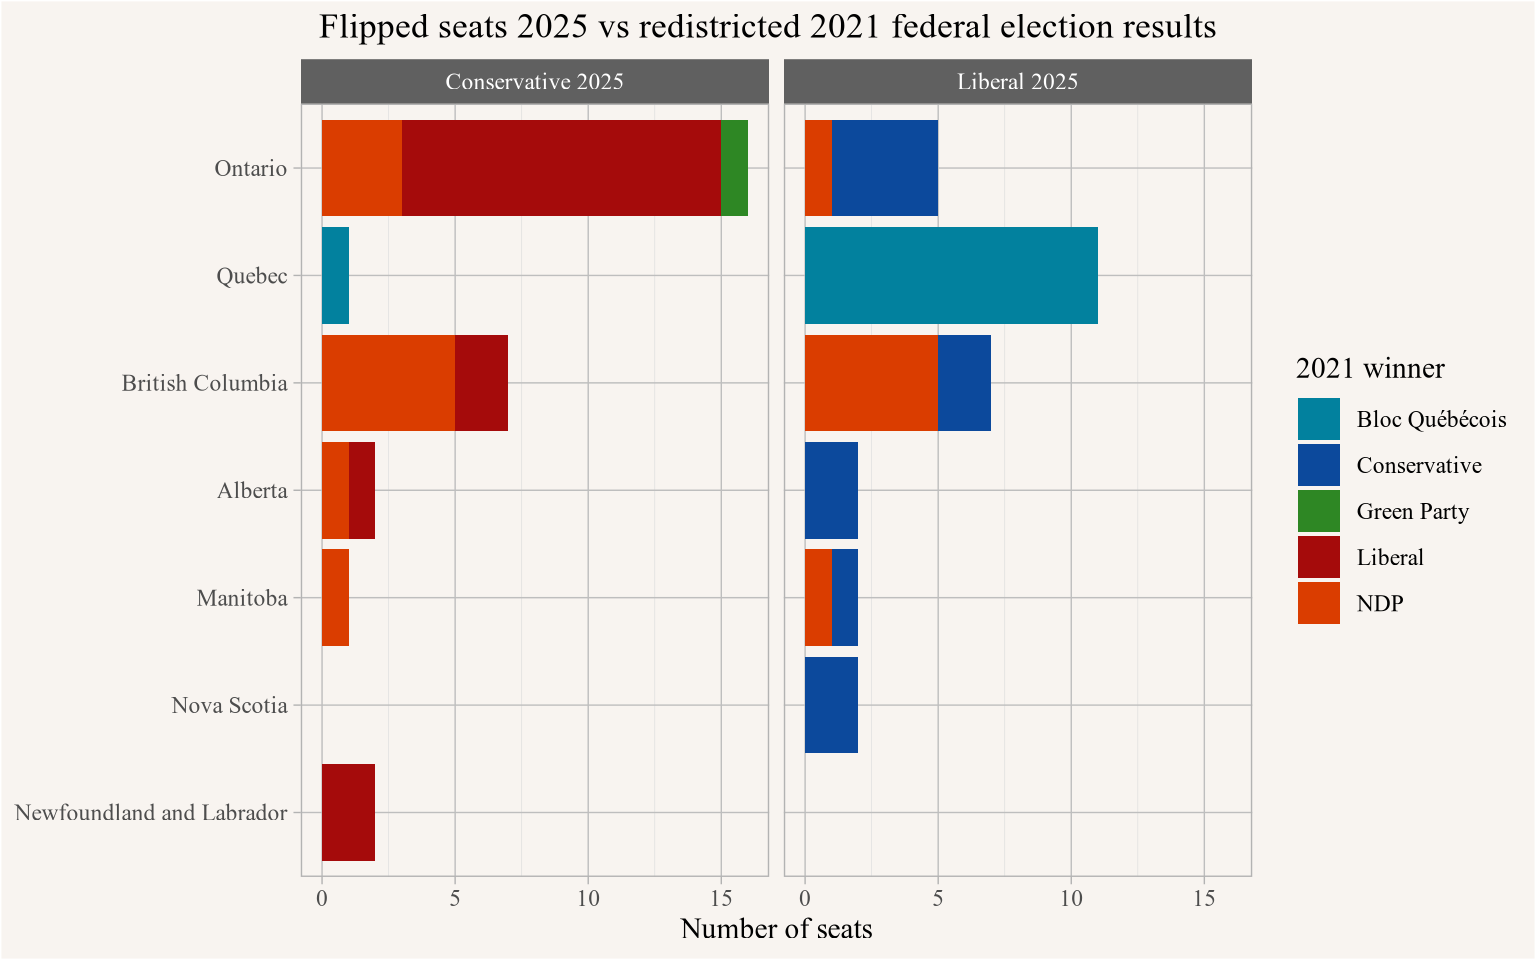 Flipped seats 2025 vs redistricted 2021 federal election results
Conservative 2025
Liberal 2025
Ontario
Quebec
British Columbia
Alberta
Manitoba
Nova Scotia
Newfoundland and Labrador
0 5 10 15
0 5 10 15
Number of seats
2021 winner
Bloc Québécois
Conservative
Green Party
Liberal
NDP